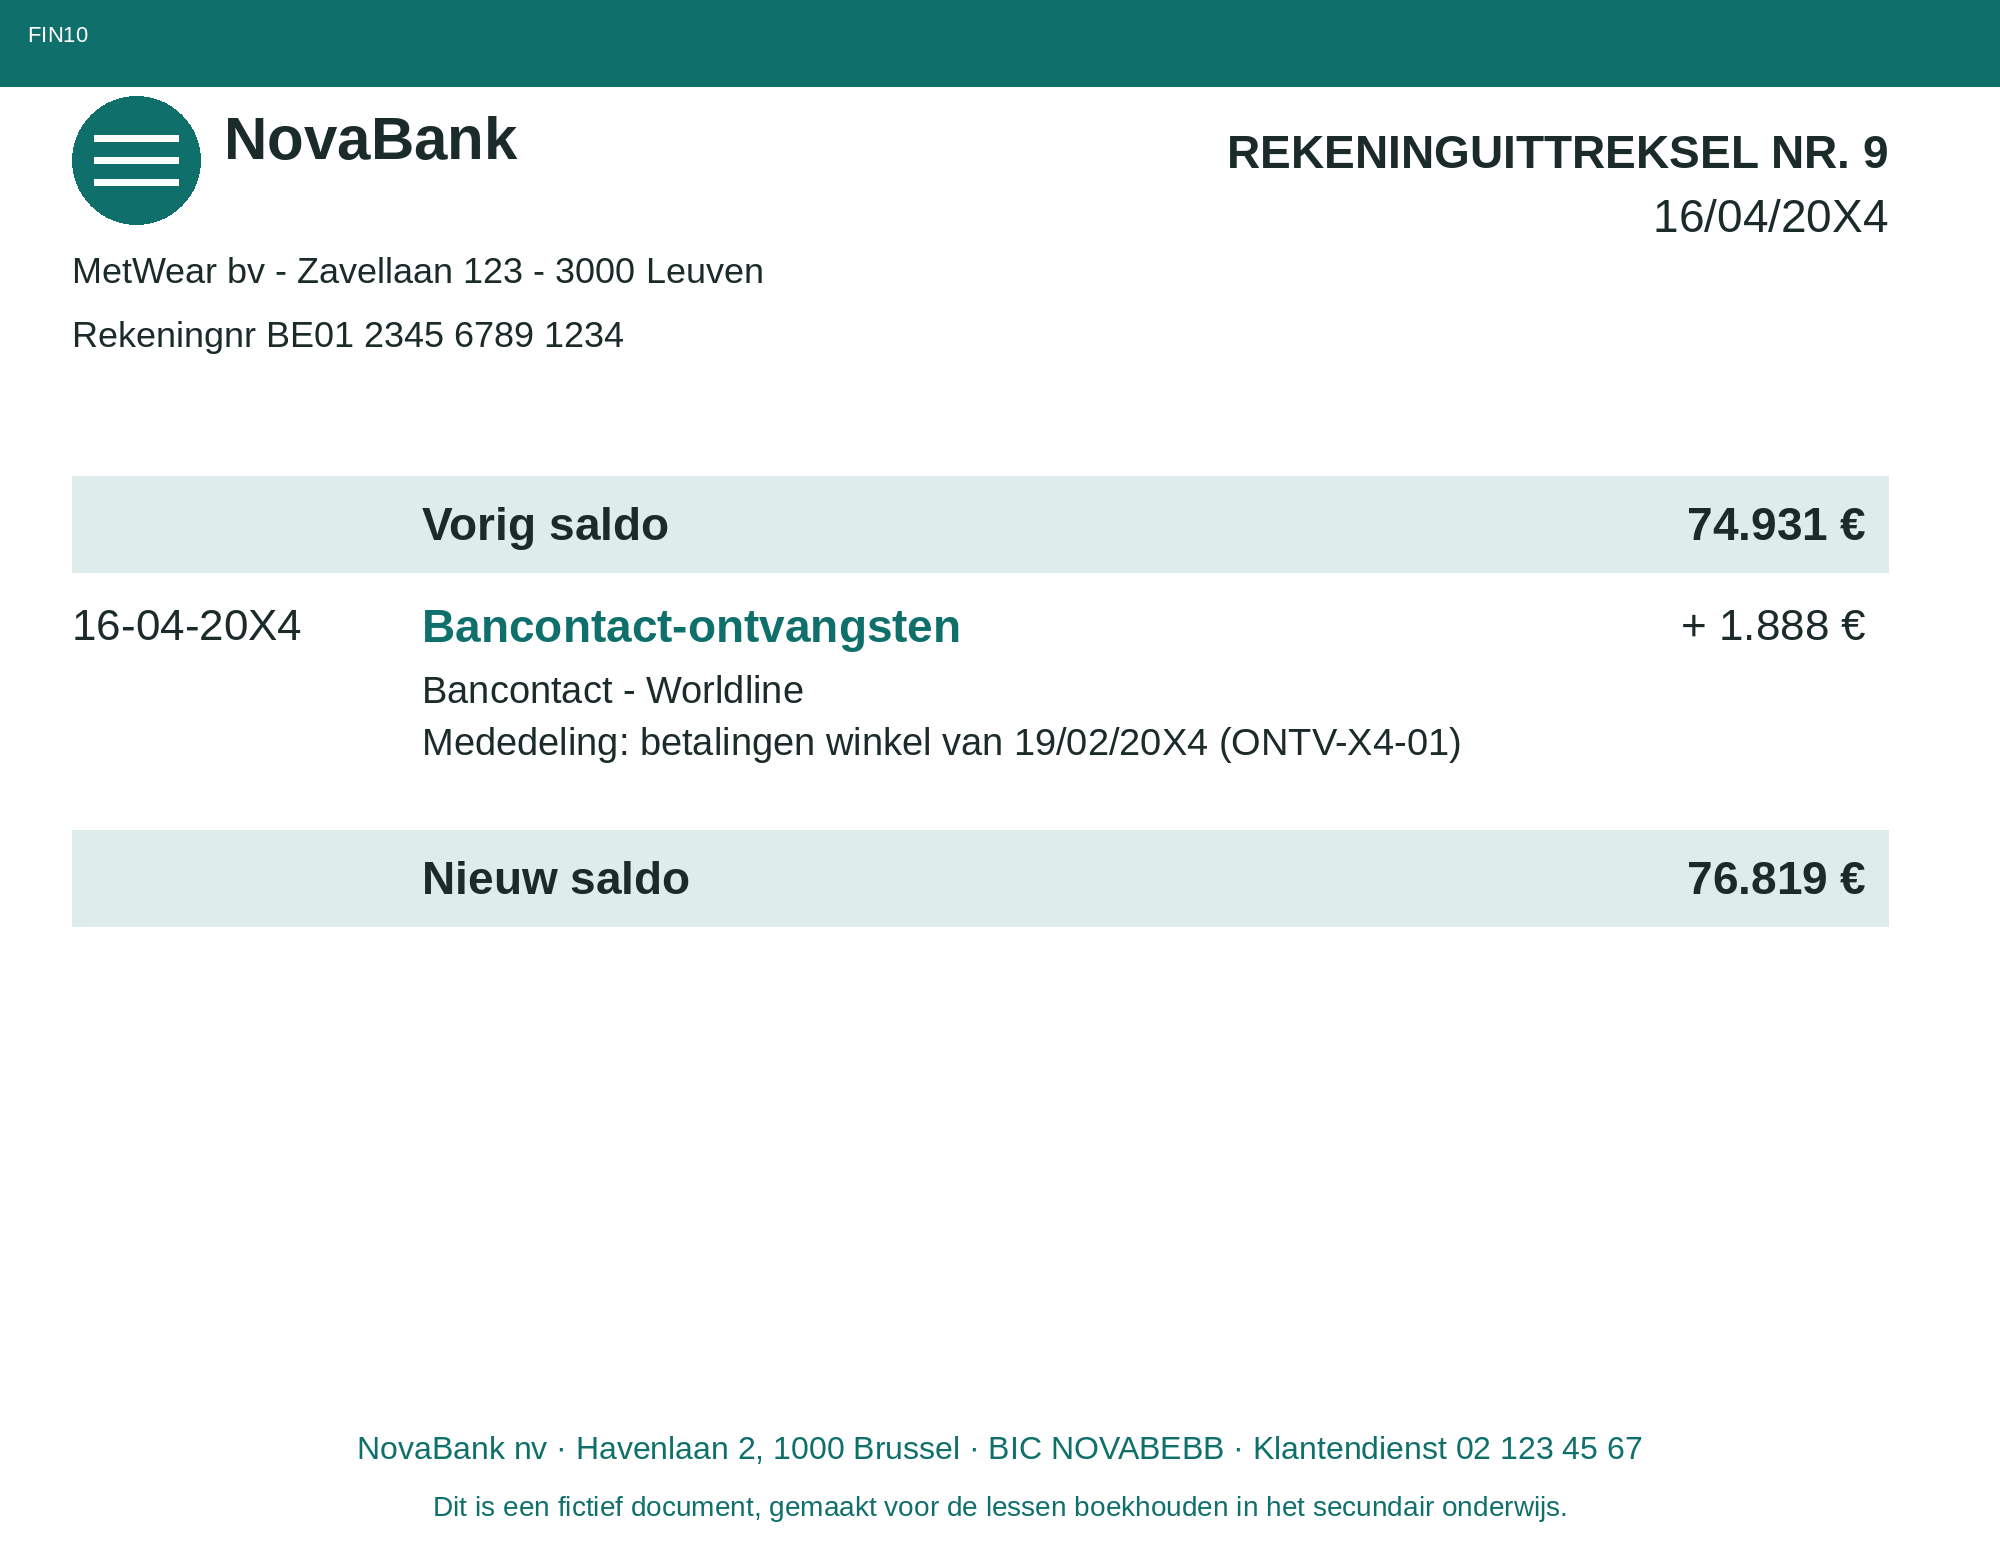 FIN10
NovaBank
REKENINGUITTREKSEL NR. 9
16/04/20X4
MetWear bv - Zavellaan 123 - 3000 Leuven
Rekeningnr BE01 2345 6789 1234
Vorig saldo 74.931 €
16-04-20X4 Bancontact-ontvangsten + 1.888 €
Bancontact - Worldline
Mededeling: betalingen winkel van 19/02/20X4 (ONTV-X4-01)
Nieuw saldo 76.819 €
NovaBank nv · Havenlaan 2, 1000 Brussel · BIC NOVABEBB · Klantendienst 02 123 45 67
Dit is een fictief document, gemaakt voor de lessen boekhouden in het secundair onderwijs.